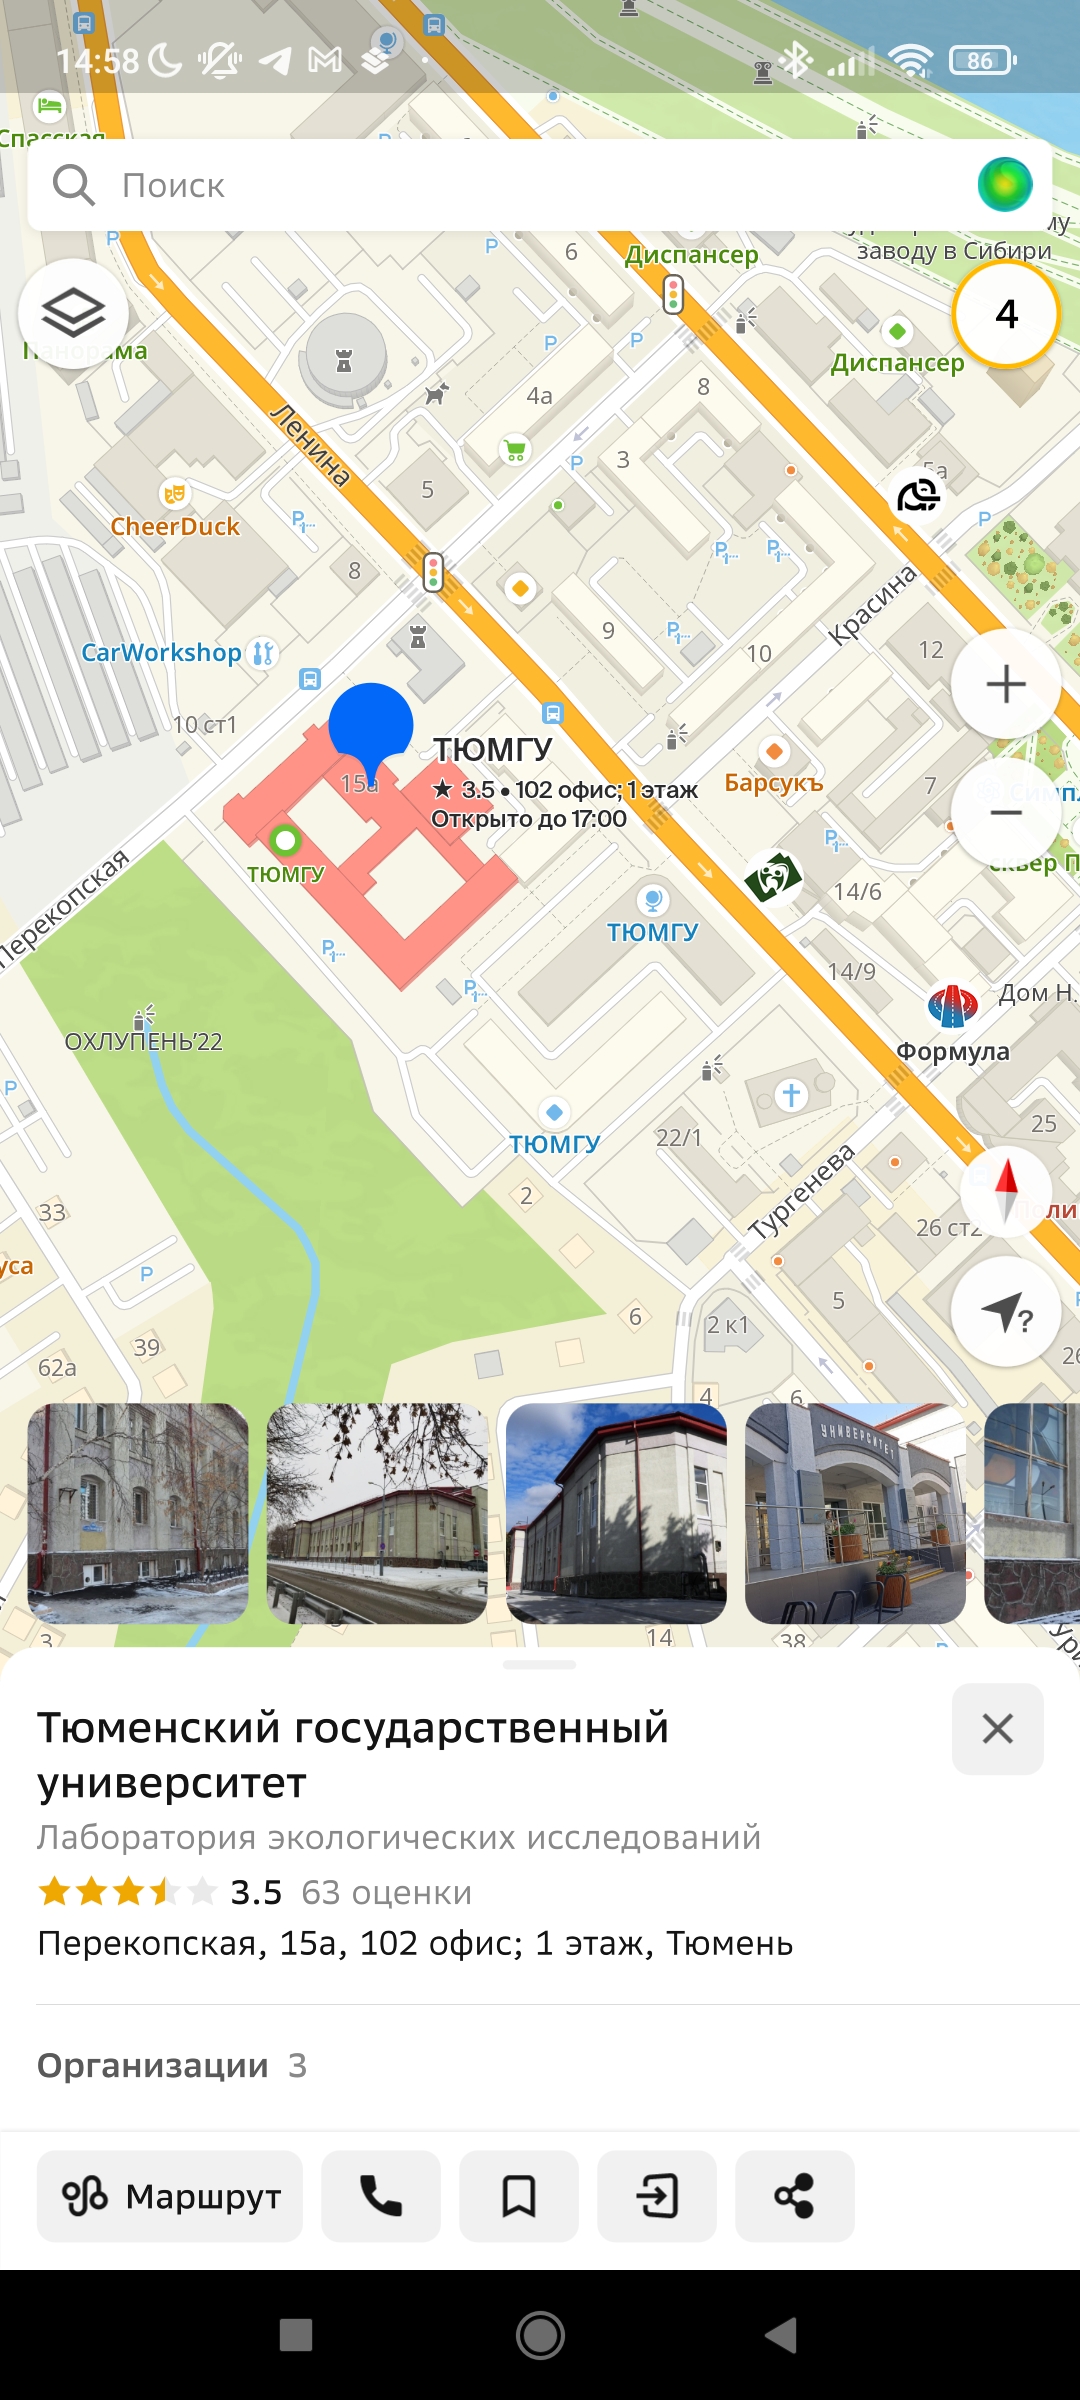 14:58
86
Спасская
Поиск
Диспансер
заводу в Сибири
6
4
Панорама
Диспансер
4а
8
Ленина
3
5а
5
CheerDuck
8
Красина
9
10
12
CarWorkshop
10 ст1
ТЮМГУ
15а
★ 3.5 • 102 офис; 1 этаж
Открыто до 17:00
Барсукъ
7
ТЮМГУ
14/6
Перекопская
ТЮМГУ
14/9
Дом Н.
ОХЛУПЕНЬ'22
Формула
ТЮМГУ
22/1
25
Тургенева
2
33
26 ст2
5
6
2 к1
39
62а
4
6
УНИВЕРСИТЕТ
3
14
38
Тюменский государственный
университет
Лаборатория экологических исследований
3.5 63 оценки
Перекопская, 15а, 102 офис; 1 этаж, Тюмень
Организации 3
Маршрут